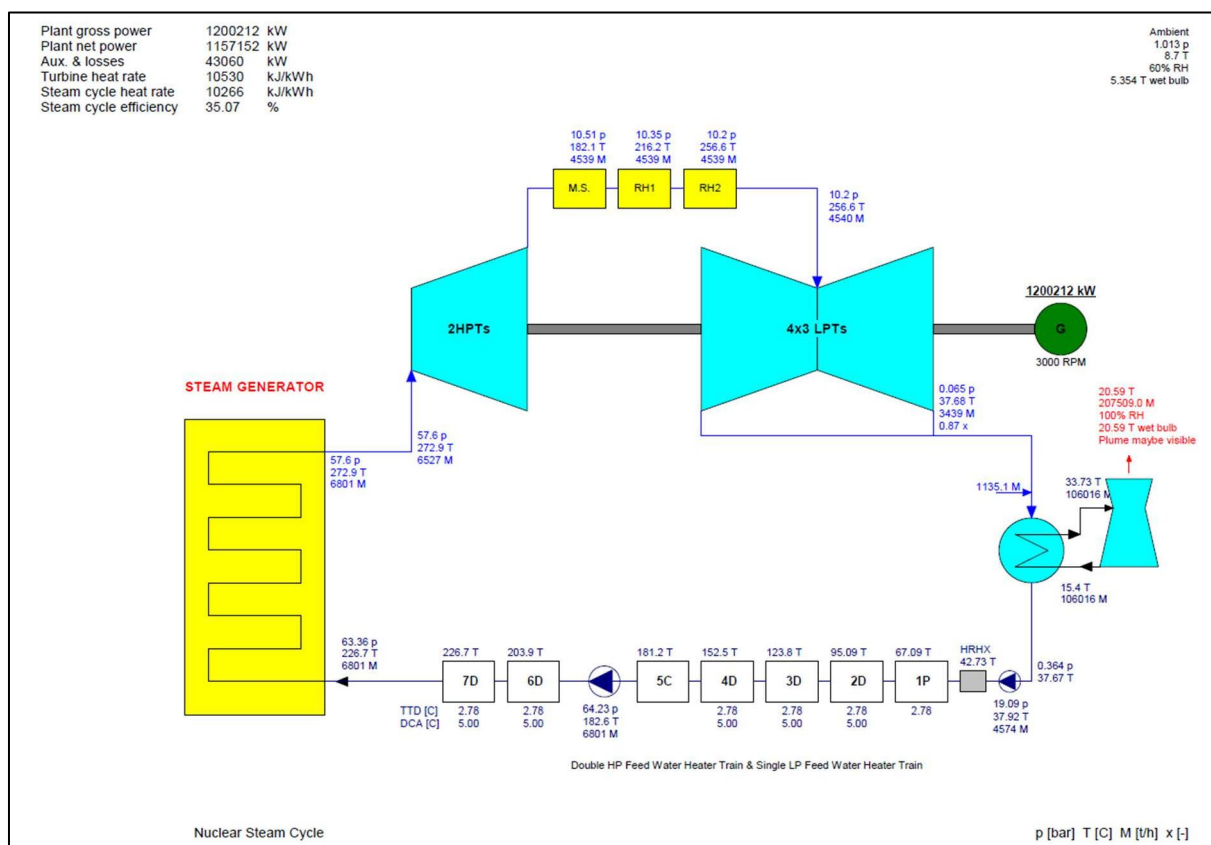 Plant gross power 1200212 kW
Plant net power 1157152 kW
Aux. & losses 43060 kW
Turbine heat rate 10530 kJ/kWh
Steam cycle heat rate 10266 kJ/kWh
Steam cycle efficiency 35.07 %
Ambient
1.013 p
8.7 T
60% RH
5.354 T wet bulb
10.51 p
182.1 T
4539 M
10.35 p
216.2 T
4539 M
10.2 p
256.6 T
4539 M
M.S.
RH1
RH2
10.2 p
256.6 T
4540 M
2HPTs
4x3 LPTs
1200212 kW
G
3000 RPM
STEAM GENERATOR
57.6 p
272.9 T
6801 M
57.6 p
272.9 T
6527 M
0.065 p
37.68 T
3439 M
0.87 x
20.59 T
207509.0 M
100% RH
20.59 T wet bulb
Plume maybe visible
1135.1 M
33.73 T
106016 M
15.4 T
106016 M
0.364 p
37.67 T
19.09 p
37.92 T
4574 M
HRHX
42.73 T
63.36 p
226.7 T
6801 M
226.7 T
203.9 T
181.2 T
152.5 T
123.8 T
95.09 T
67.09 T
7D
6D
5C
4D
3D
2D
1P
TTD [C] 2.78 2.78 2.78 2.78 2.78 2.78
DCA [C] 5.00 5.00 5.00 5.00 5.00
64.23 p
182.6 T
6801 M
Double HP Feed Water Heater Train & Single LP Feed Water Heater Train
Nuclear Steam Cycle
p [bar] T [C] M [t/h] x [-]